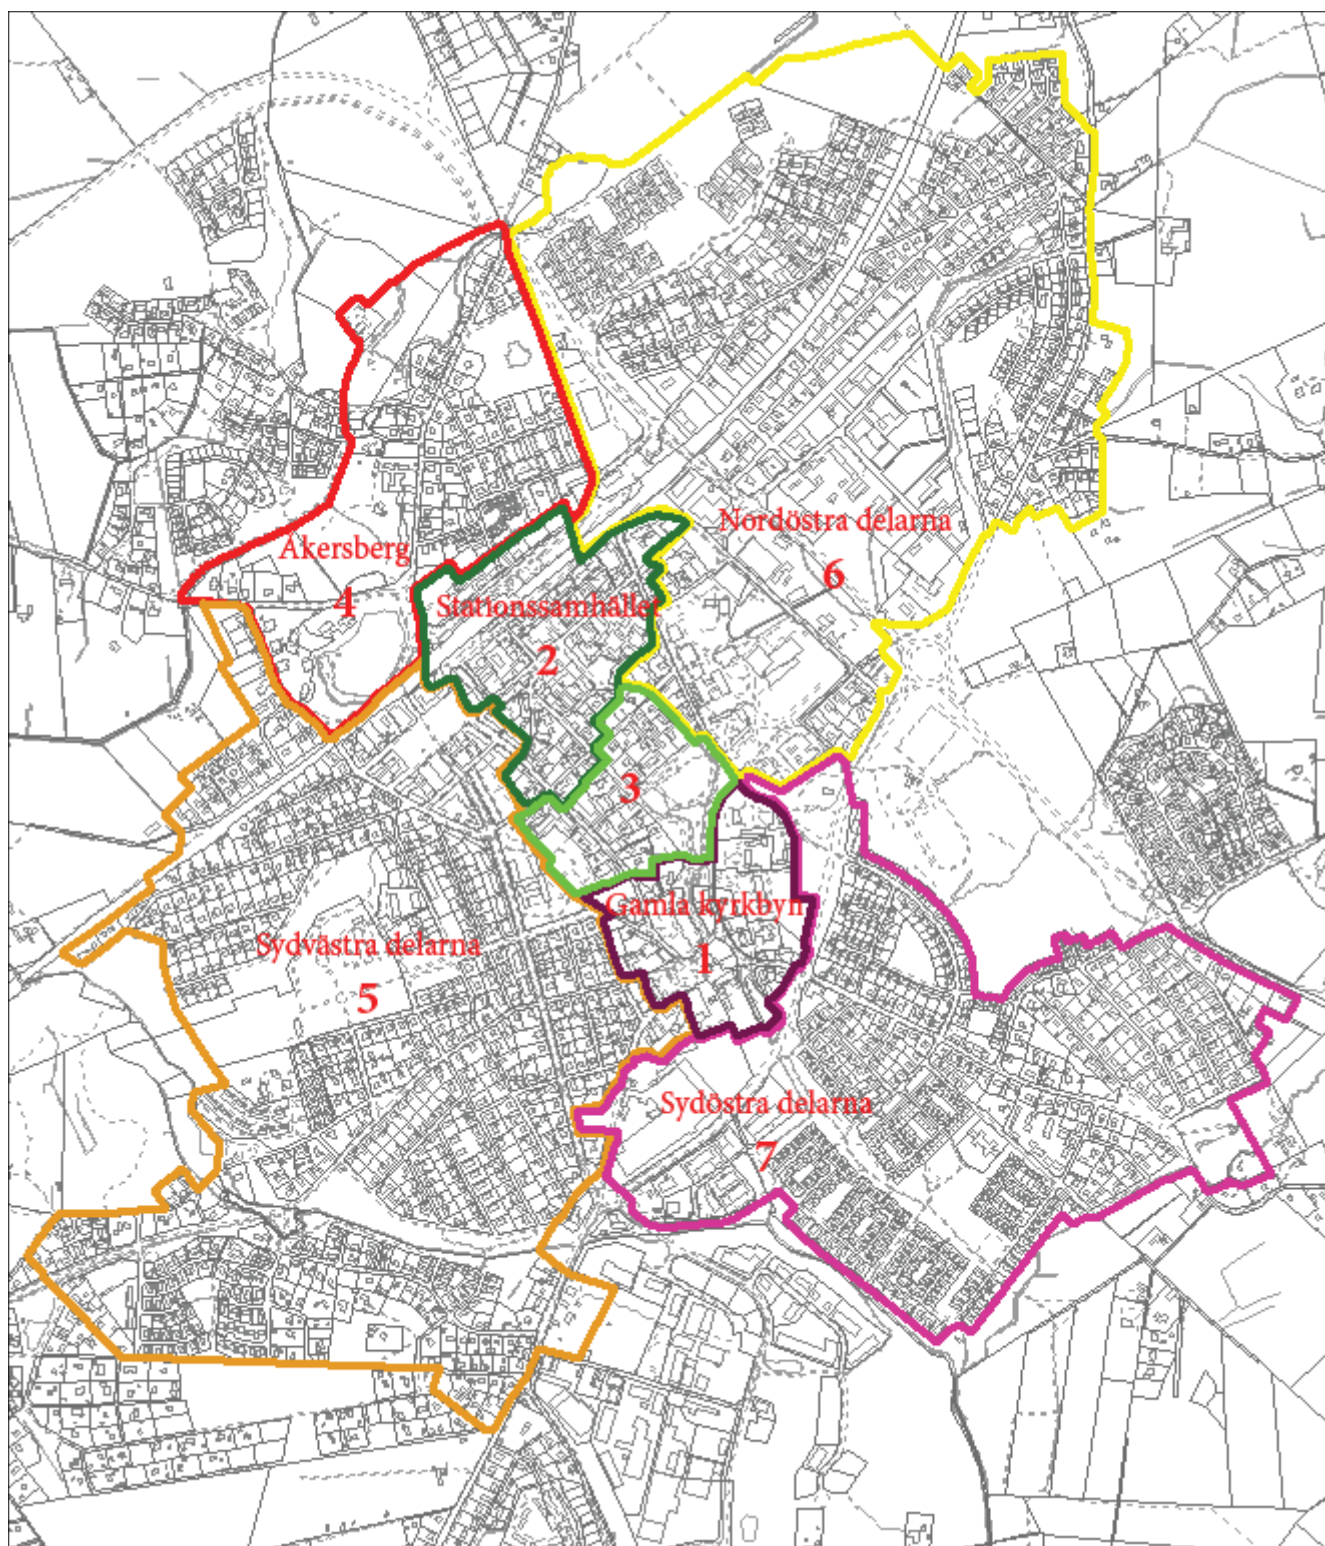 Nordöstra delarna
6
Åkersberg
4
Stationssamhället
2
3
Gamla kyrkbyn
1
Sydvästra delarna
5
Sydöstra delarna
7